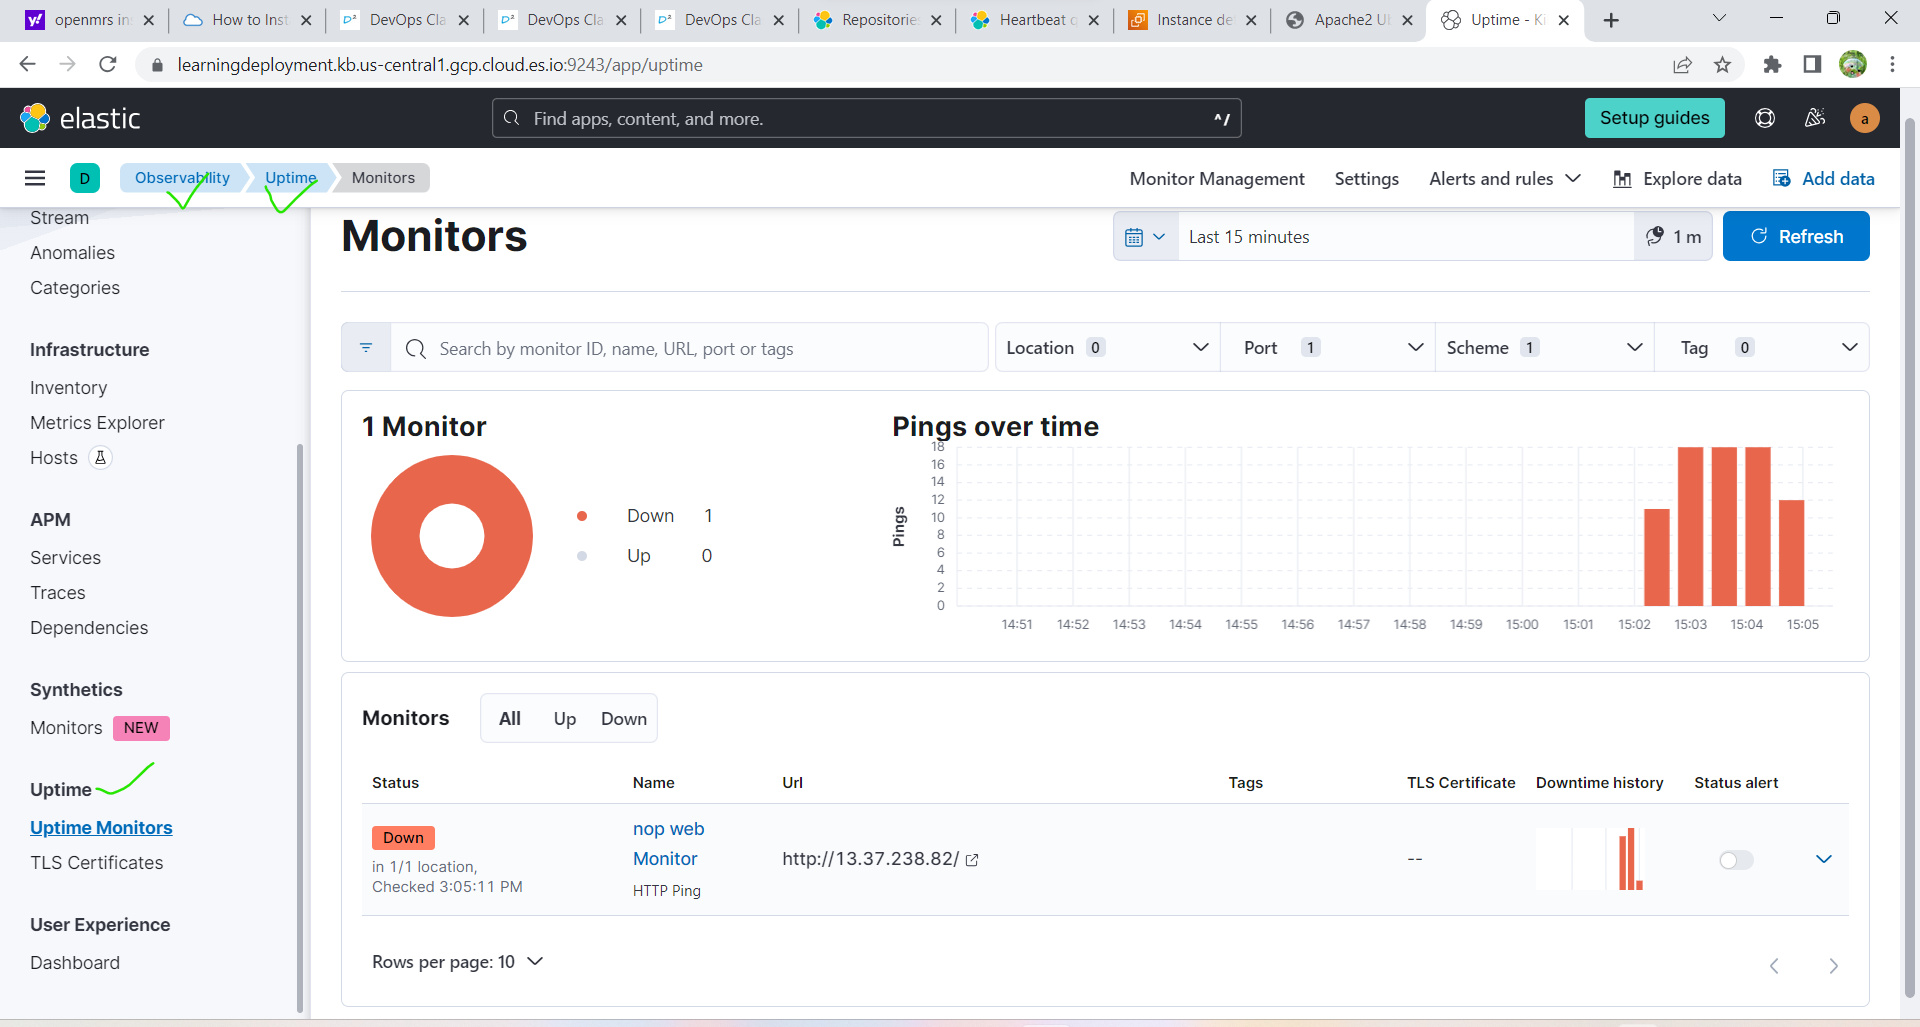 openmrs in
How to Inst
DevOps Cla
DevOps Cla
DevOps Cla
Repositories
Heartbeat o
Instance de
Apache2 Ub
Uptime - Ki
learningdeployment.kb.us-central1.gcp.cloud.es.io:9243/app/uptime
elastic
Find apps, content, and more.
^/
Setup guides
a
D
Observability
Uptime
Monitors
Monitor Management
Settings
Alerts and rules
Explore data
Add data
Stream
Anomalies
Categories
Infrastructure
Inventory
Metrics Explorer
Hosts
APM
Services
Traces
Dependencies
Synthetics
Monitors NEW
Uptime
Uptime Monitors
TLS Certificates
User Experience
Dashboard
Monitors
Last 15 minutes
1 m
Refresh
Search by monitor ID, name, URL, port or tags
Location 0
Port 1
Scheme 1
Tag 0
1 Monitor
Down 1
Up 0
Pings over time
Pings
18
16
14
12
10
8
6
4
2
0
14:51 14:52 14:53 14:54 14:55 14:56 14:57 14:58 14:59 15:00 15:01 15:02 15:03 15:04 15:05
Monitors
All Up Down
Status Name Url Tags TLS Certificate Downtime history Status alert
Down
in 1/1 location,
Checked 3:05:11 PM
nop web
Monitor
HTTP Ping
http://13.37.238.82/
--
Rows per page: 10